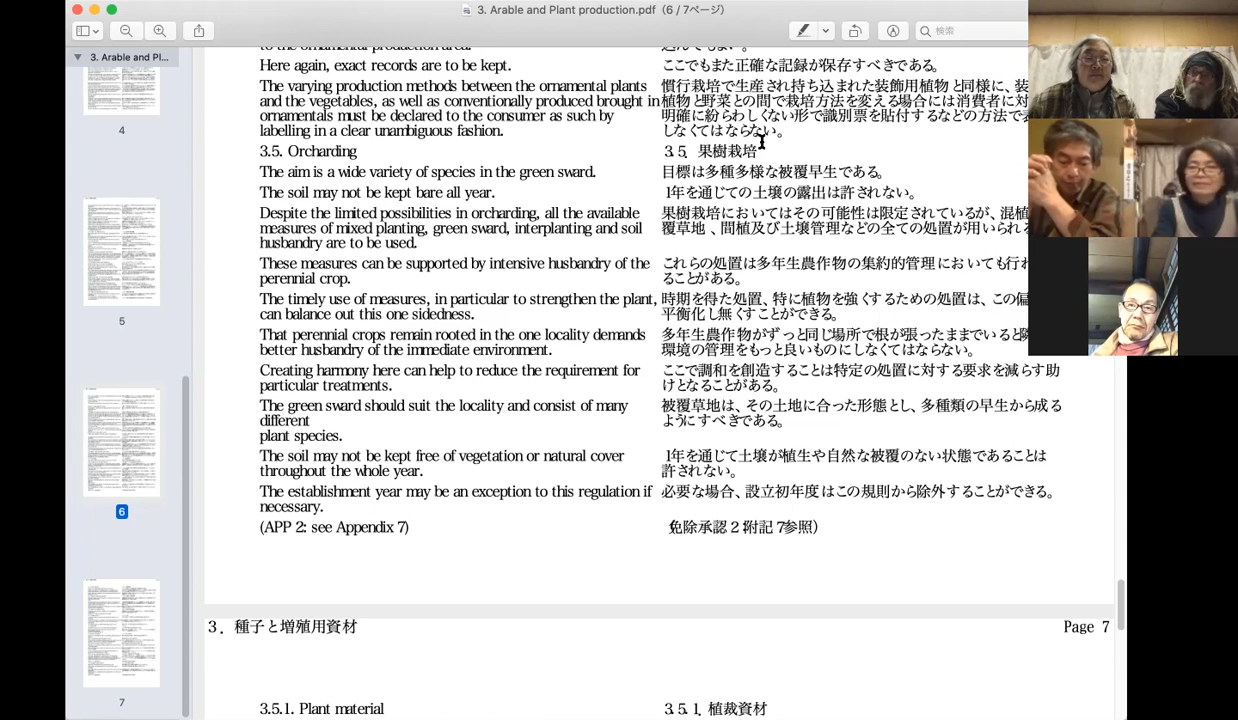 3. Arable and Plant production.pdf（6 / 7ページ）
検索
3. Arable and Pl...
4
5
6
7
Here again, exact records are to be kept.
The varying production methods between the ornamental plants
and the vegetables, as well as conventionally produced brought in
ornamentals must be declared to the consumer as such by
labelling in a clear unambiguous fashion.
3.5. Orcharding
The aim is a wide variety of species in the green sward.
The soil may not be kept bare all year.
Despite the limited possibilities in orcharding, all the available
measures of mixed planting, green sward, interplanting and soil
husbandry are to be used.
These measures can be supported by intensive husbandry of the
perennial crop.
The timely use of measures, in particular to strengthen the plant,
can balance out this one sidedness.
That perennial crops remain rooted in the one locality demands
better husbandry of the immediate environment.
Creating harmony here can help to reduce the requirement for
particular treatments.
The green sward should suit the locality and consist of many
different
plant species.
The soil may not be kept free of vegetation or natural cover
throughout the whole year.
The establishment year may be an exception to this regulation if
necessary.
(APP 2: see Appendix 7)
ここでもまた正確な記録が保存すべきである。
慣行栽培で生産され持ち込まれた装飾用植物と同様に、装
植物と野菜との間で栽培方法を変える場合には消費者に対
明確に紛らわしくない形で識別票を貼付するなどの方法で
しなくてはならない。
3.5. 果樹栽培
目標は多種多様な被覆早生である。
1年を通じての土壌の露出は許されない。
果樹栽培においてはその可能性は限定されているが、混植
覆草地、間植及び土壌管理などの全ての処置が用いられる
これらの処置は多年生農作物の集約的管理においても行わ
ることがある。
時期を得た処置、特に植物を強くするための処置は、この偏
平衡化し無くすことができる。
多年生農作物がずっと同じ場所で根が張ったままでいると
環境の管理をもっと良いものにしなくてはならない。
ここで調和を創造することは特定の処置に対する要求を減らす助
けとなることがある。
被覆草地は、その土地に合った形態とし、多種類の早生から成る
ようにすべきである。
1年を通じて土壌が植生や自然な被覆のない状態であることは
許されない。
必要な場合、設立初年度はこの規則から除外することができる。
（免除承認２：附記７参照）
3．種子と増殖用資材
Page 7
3.5.1. Plant material
3.5.1. 植裁資材